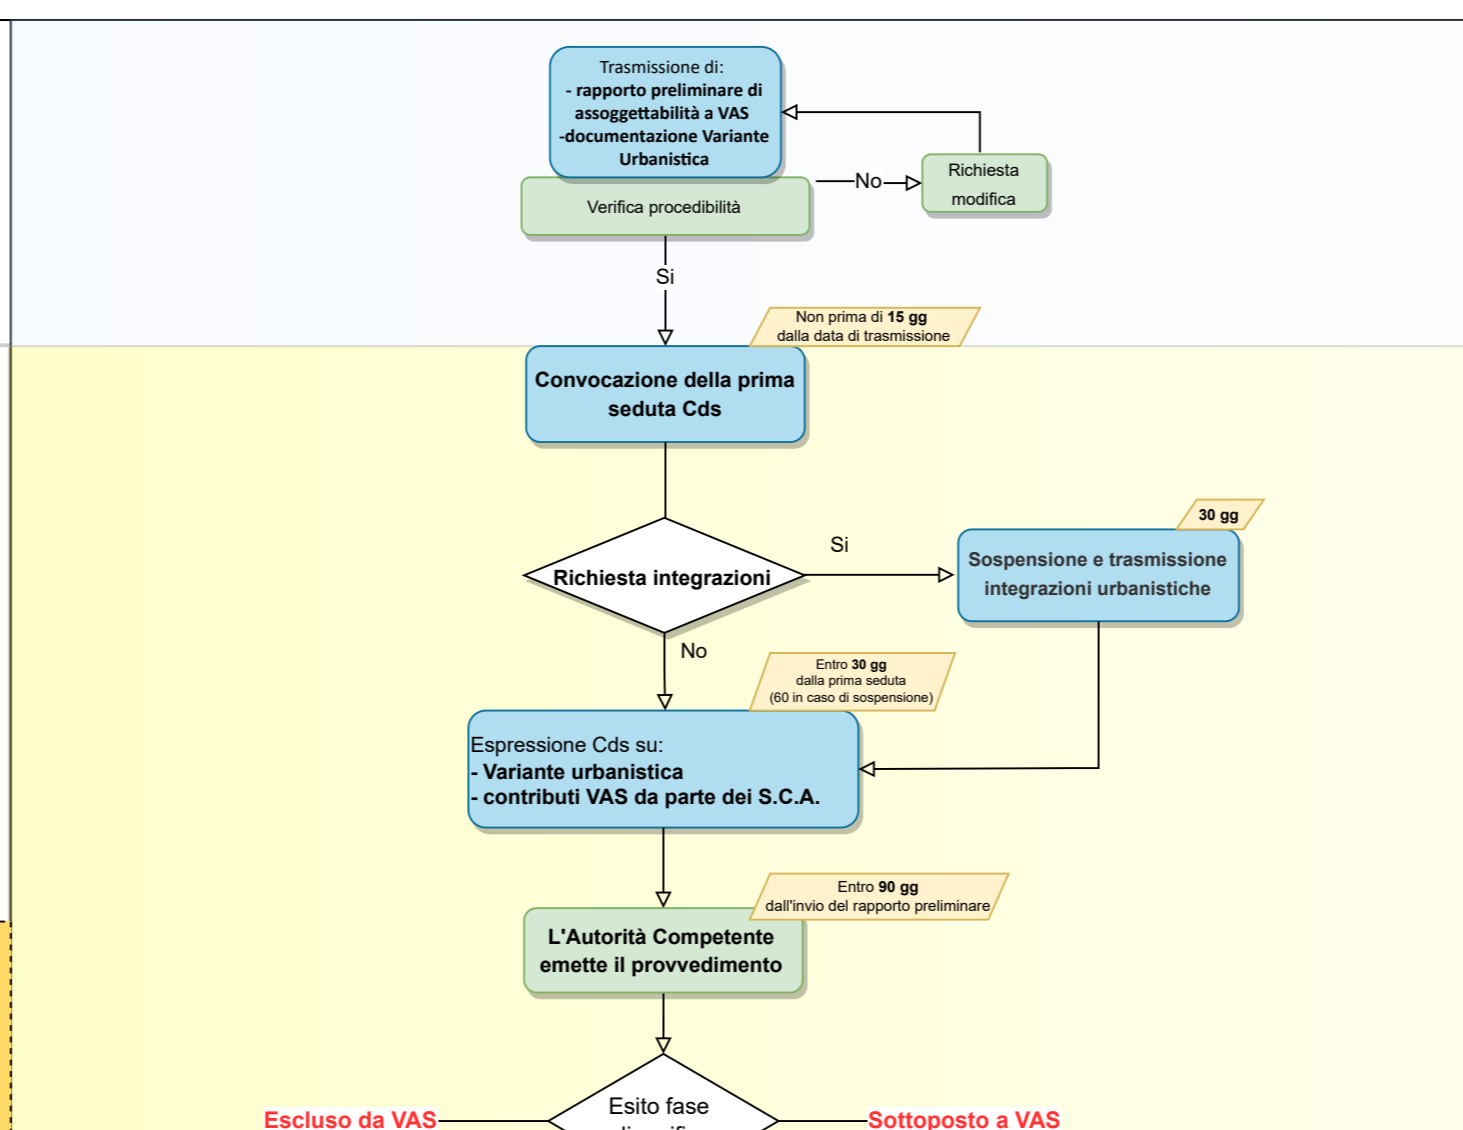 Trasmissione di:
- rapporto preliminare di
assoggettabilità a VAS
-documentazione Variante
Urbanistica
No
Richiesta
modifica
Verifica procedibilità
Si
Non prima di 15 gg
dalla data di trasmissione
Convocazione della prima
seduta Cds
30 gg
Si
Sospensione e trasmissione
integrazioni urbanistiche
Richiesta integrazioni
No
Entro 30 gg
dalla prima seduta
(60 in caso di sospensione)
Espressione Cds su:
- Variante urbanistica
- contributi VAS da parte dei S.C.A.
Entro 90 gg
dall'invio del rapporto preliminare
L'Autorità Competente
emette il provvedimento
Esito fase
Escluso da VAS
Sottoposto a VAS